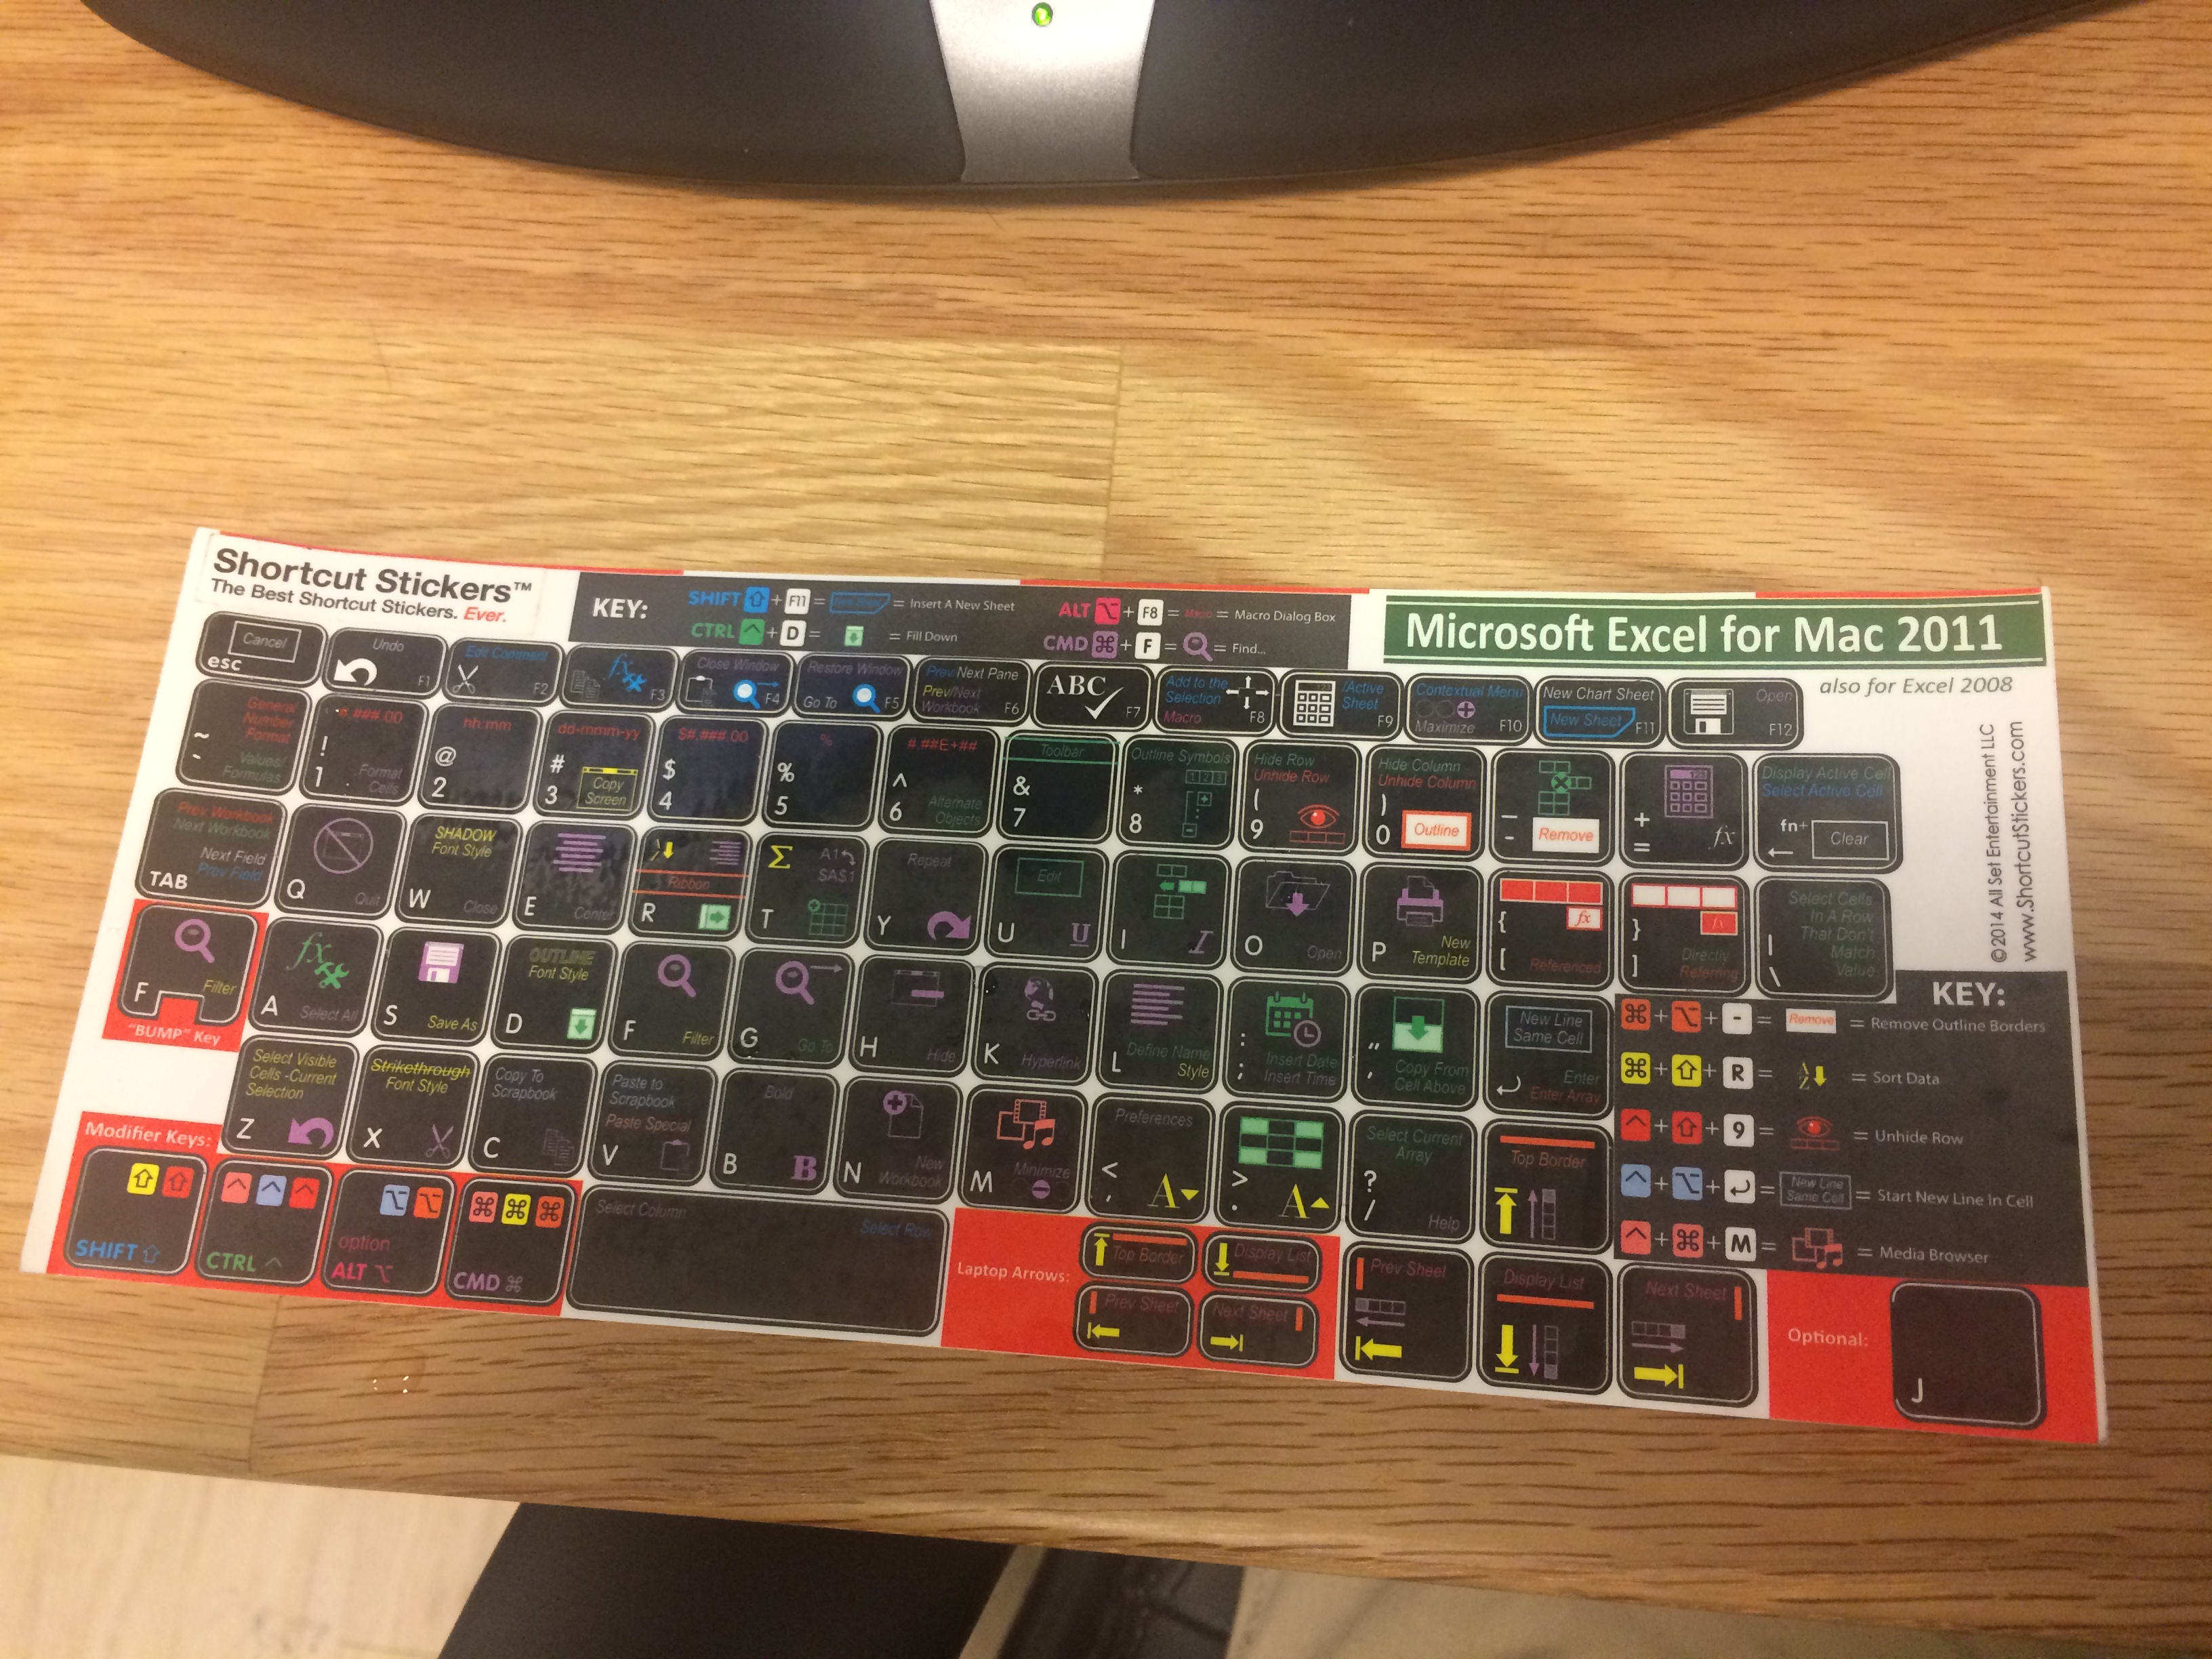 Shortcut Stickers™
The Best Shortcut Stickers. Ever.
KEY:
SHIFT + F11 = = Insert A New Sheet
CTRL ^ + D = = Fill Down
ALT + F8 = = Macro Dialog Box
CMD ⌘ + F = = Find...
Microsoft Excel for Mac 2011
also for Excel 2008
Cancel
esc
Undo
F1
Edit Comment
F2
F3
Close Window
F4
Restore Window
Go To
F5
Prev Next Pane
Prev/Next
Workbook
F6
ABC
F7
Add to the
Selection
Macro
F8
Active
Sheet
F9
Contextual Menu
Maximize
F10
New Chart Sheet
New Sheet
F11
Open
F12
General
Number
Format
~
Formulas
!
1
Format
Cells
hh:mm
@
2
dd-mmm-yy
#
3
Copy
Screen
$
4
%
%
5
#.##E+##
^
6
Alternate
Objects
Toolbar
&
7
Outline Symbols
*
8
Hide Row
Unhide Row
(
9
Hide Column
Unhide Column
)
0
Outline
_
-
Remove
+
=
fx
Display Active Cell
Select Active Cell
fn+
Clear
Prev Workbook
Next Workbook
Next Field
Prev Field
TAB
Q
Quit
SHADOW
Font Style
W
Close
E
Center
Ribbon
R
A1
SAS1
T
Repeat
Y
Edit
U
U
I
I
O
Open
P
New
Template
{
[
fx
Referenced
}
]
Directly
Referring
|
\
Select Cells
In A Row
That Don't
Match
Value
F
Filter
"BUMP" Key
fx
A
Select All
S
Save As
OUTLINE
Font Style
D
F
Filter
G
Go To
H
Hide
K
Hyperlink
L
Define Name
Style
:
;
Insert Date
Insert Time
"
'
Copy From
Cell Above
New Line
Same Cell
Enter
Enter Array
Select Visible
Cells -Current
Selection
Z
Strikethrough
Font Style
X
Copy To
Scrapbook
C
Paste to
Scrapbook
Paste Special
V
Bold
B
B
N
New
Workbook
M
Minimize
Preferences
<
,
A
>
.
A
Select Current
Array
?
/
Help
Top Border
Modifier Keys:
SHIFT
CTRL ^
option
ALT
CMD ⌘
Select Column
Select Row
Laptop Arrows:
Top Border
Prev Sheet
Display List
Next Sheet
Prev Sheet
Display List
Next Sheet
⌘ + ⌥ + - = Remove = Remove Outline Borders
⌘ + ⇧ + R = = Sort Data
^ + ⇧ + 9 = = Unhide Row
^ + ⌥ + ↩ = New Line Same Cell = Start New Line In Cell
^ + ⌘ + M = = Media Browser
KEY:
Optional:
J
©2014 All Set Entertainment LLC
www.ShortcutStickers.com